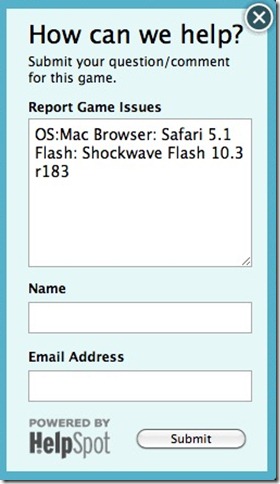 How can we help?
Submit your question/comment
for this game.
Report Game Issues
OS:Mac Browser: Safari 5.1
Flash: Shockwave Flash 10.3
r183
Name
Email Address
POWERED BY
HelpSpot
Submit